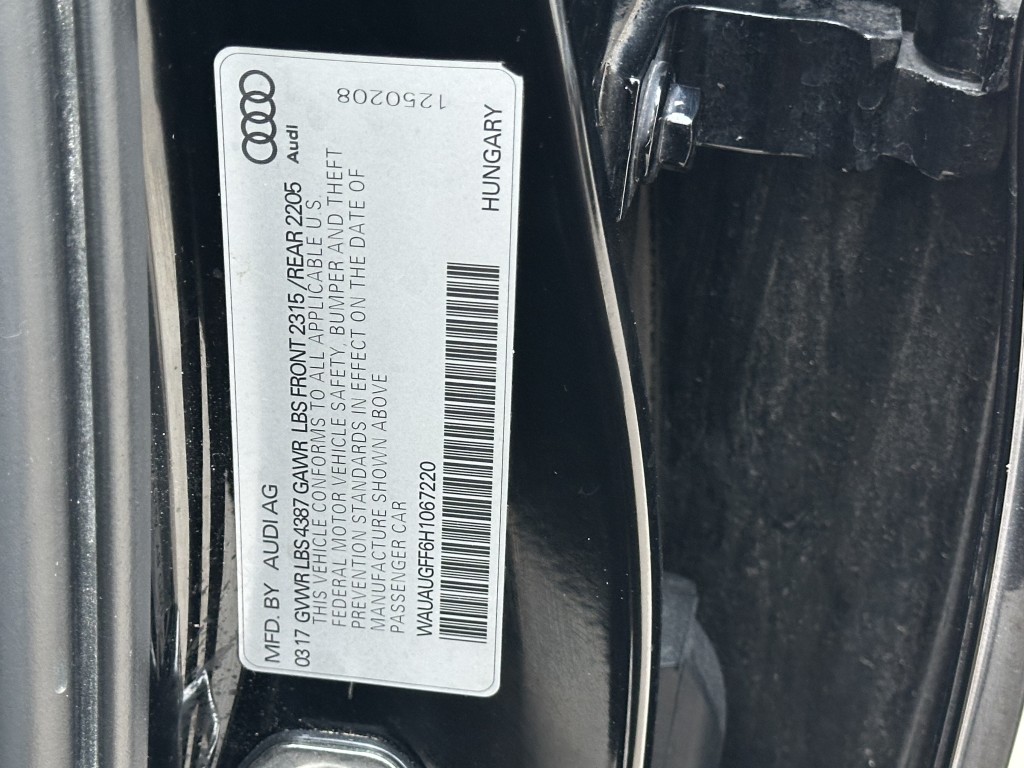 MFD. BY AUDI AG
Audi
0317 GVWR LBS 4387 GAWR LBS FRONT 2315/REAR 2205
THIS VEHICLE CONFORMS TO ALL APPLICABLE U.S.
FEDERAL MOTOR VEHICLE SAFETY, BUMPER AND THEFT
PREVENTION STANDARDS IN EFFECT ON THE DATE OF
MANUFACTURE SHOWN ABOVE
PASSENGER CAR
1250208
WAUAUGFF6H1067220
HUNGARY